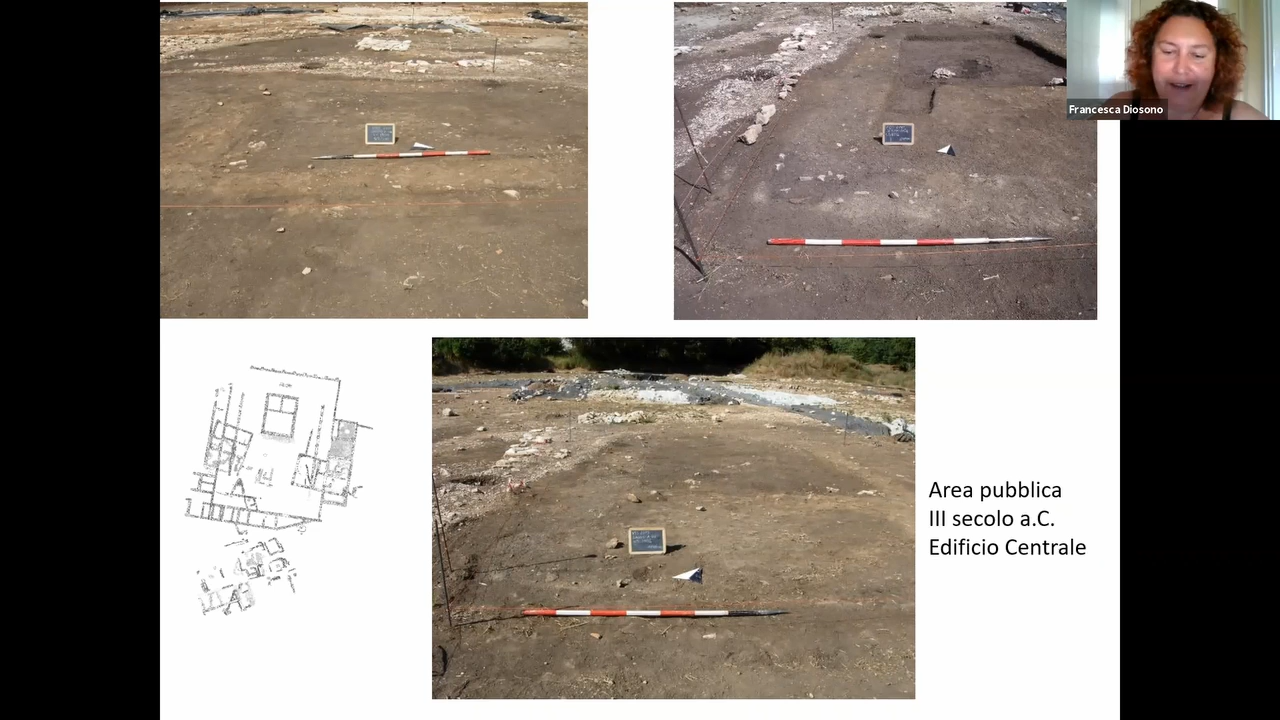 Francesca Diosono
Area pubblica
III secolo a.C.
Edificio Centrale